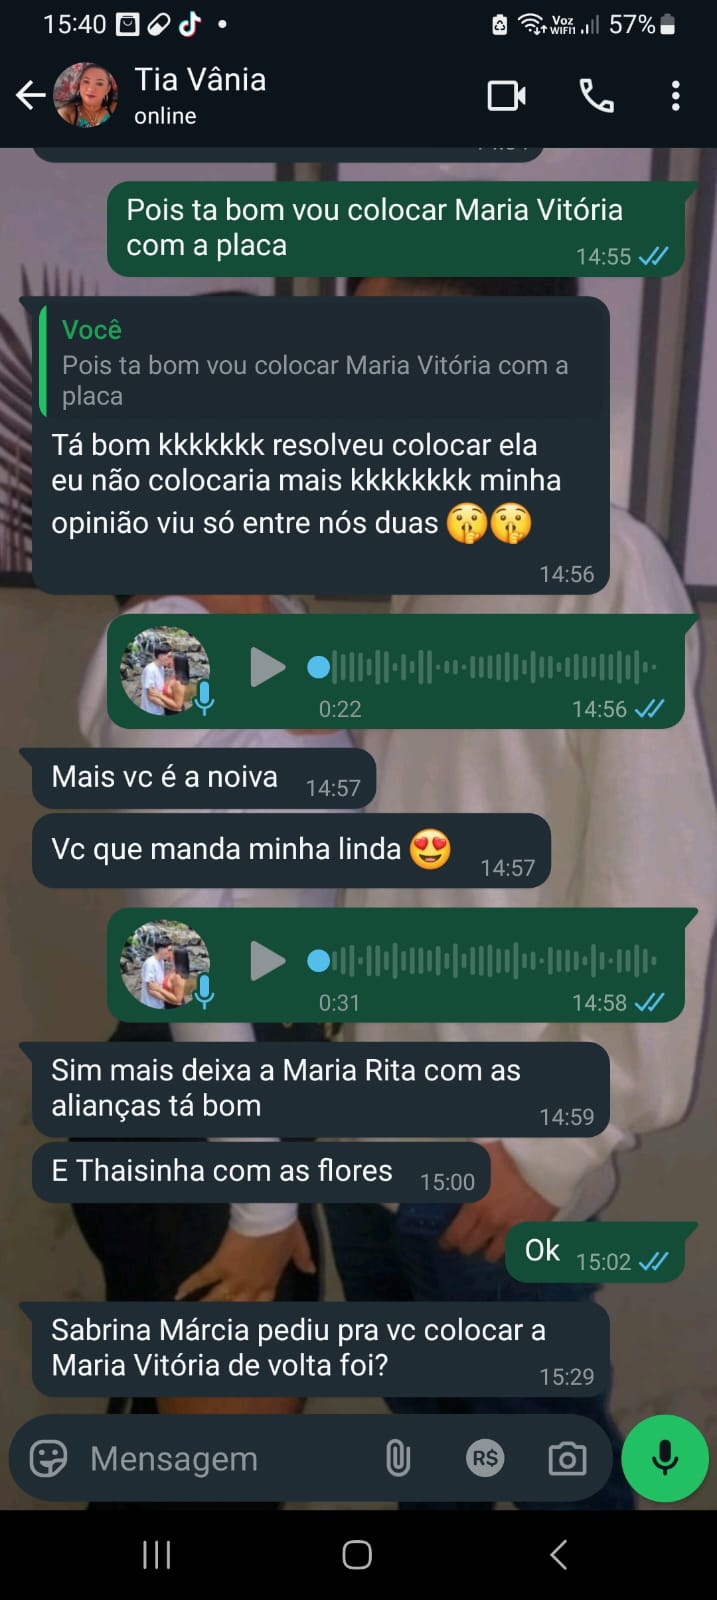 15:40
Voz
WIFI1
57%
Tia Vânia
online
Pois ta bom vou colocar Maria Vitória
com a placa
14:55
Você
Pois ta bom vou colocar Maria Vitória com a
placa
Tá bom kkkkkkk resolveu colocar ela
eu não colocaria mais kkkkkkkk minha
opinião viu só entre nós duas 🤫🤫
14:56
0:22 14:56
Mais vc é a noiva 14:57
Vc que manda minha linda 😍 14:57
0:31 14:58
Sim mais deixa a Maria Rita com as
alianças tá bom
14:59
E Thaisinha com as flores 15:00
Ok 15:02
Sabrina Márcia pediu pra vc colocar a
Maria Vitória de volta foi?
15:29
Mensagem
R$